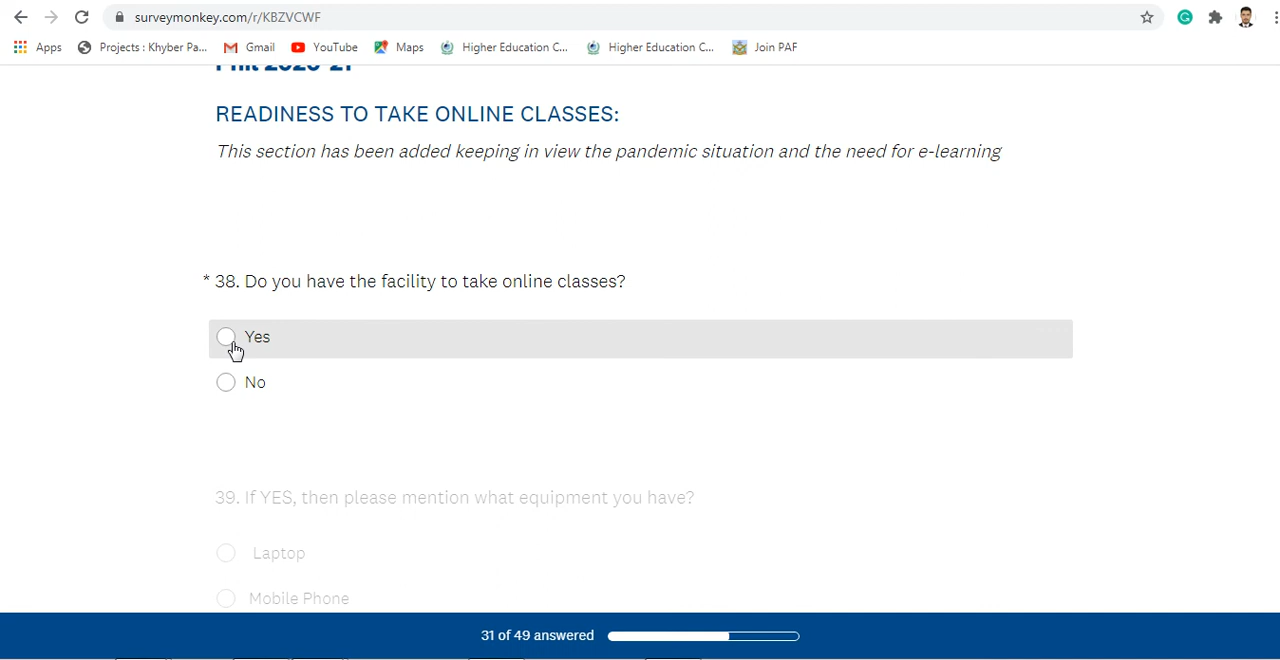 surveymonkey.com/r/KBZVCWF
Apps Projects : Khyber Pa... Gmail YouTube Maps Higher Education C... Higher Education C... Join PAF
READINESS TO TAKE ONLINE CLASSES:
This section has been added keeping in view the pandemic situation and the need for e-learning
* 38. Do you have the facility to take online classes?
Yes
No
39. If YES, then please mention what equipment you have?
Laptop
Mobile Phone
31 of 49 answered